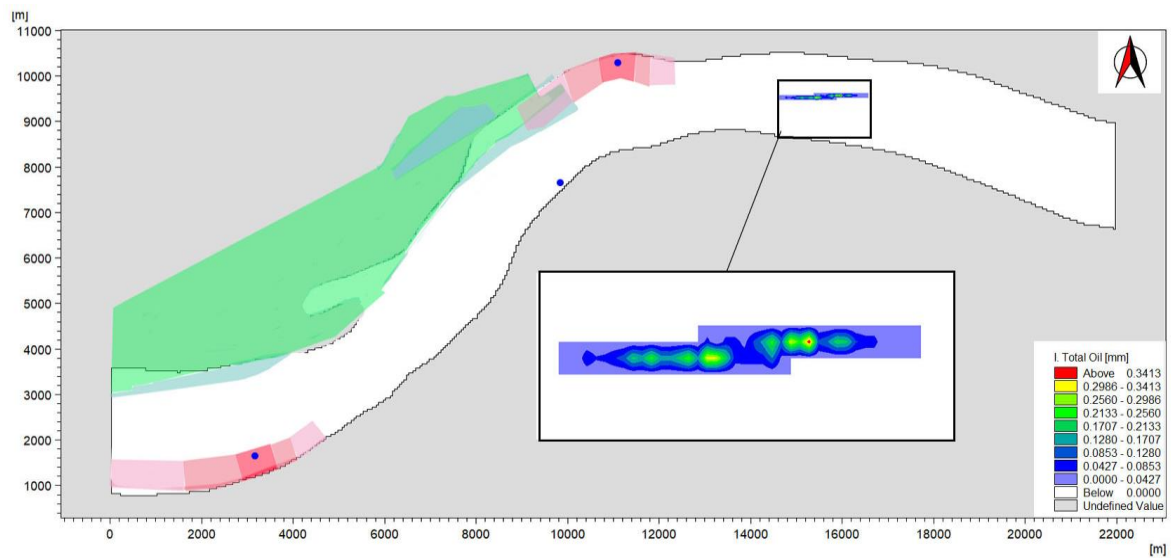 [m]
11000
10000
9000
8000
7000
6000
5000
4000
3000
2000
1000
I. Total Oil [mm]
Above 0.3413
0.2986 - 0.3413
0.2560 - 0.2986
0.2133 - 0.2560
0.1707 - 0.2133
0.1280 - 0.1707
0.0853 - 0.1280
0.0427 - 0.0853
0.0000 - 0.0427
Below 0.0000
Undefined Value
0 2000 4000 6000 8000 10000 12000 14000 16000 18000 20000 22000
[m]